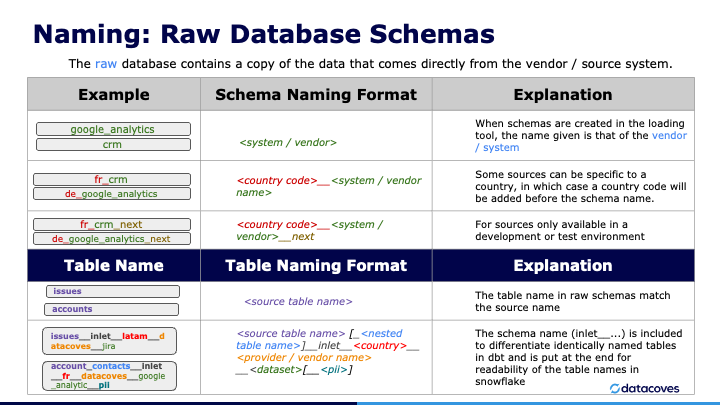 Naming: Raw Database Schemas
The raw database contains a copy of the data that comes directly from the vendor / source system.
Example
Schema Naming Format
Explanation
google_analytics
crm
<system / vendor>
When schemas are created in the loading
tool, the name given is that of the vendor
/ system
fr_crm
de_google_analytics
<country code>__<system / vendor
name>
Some sources can be specific to a
country, in which case a country code will
be added before the schema name.
fr_crm_next
de_google_analytics_next
<country code>__<system /
vendor>__next
For sources only available in a
development or test environment
Table Name
Table Naming Format
Explanation
issues
accounts
<source table name>
The table name in raw schemas match
the source name
issues__inlet__latam__d
atacoves__jira
account_contacts__inlet
__fr__datacoves__google
_analytic__pii
<source table name> [_<nested
table name>]__inlet__<country>__
<provider / vendor name>
__<dataset>[__<pii>]
The schema name (inlet__...) is included
to differentiate identically named tables
in dbt and is put at the end for
readability of the table names in
snowflake
datacoves